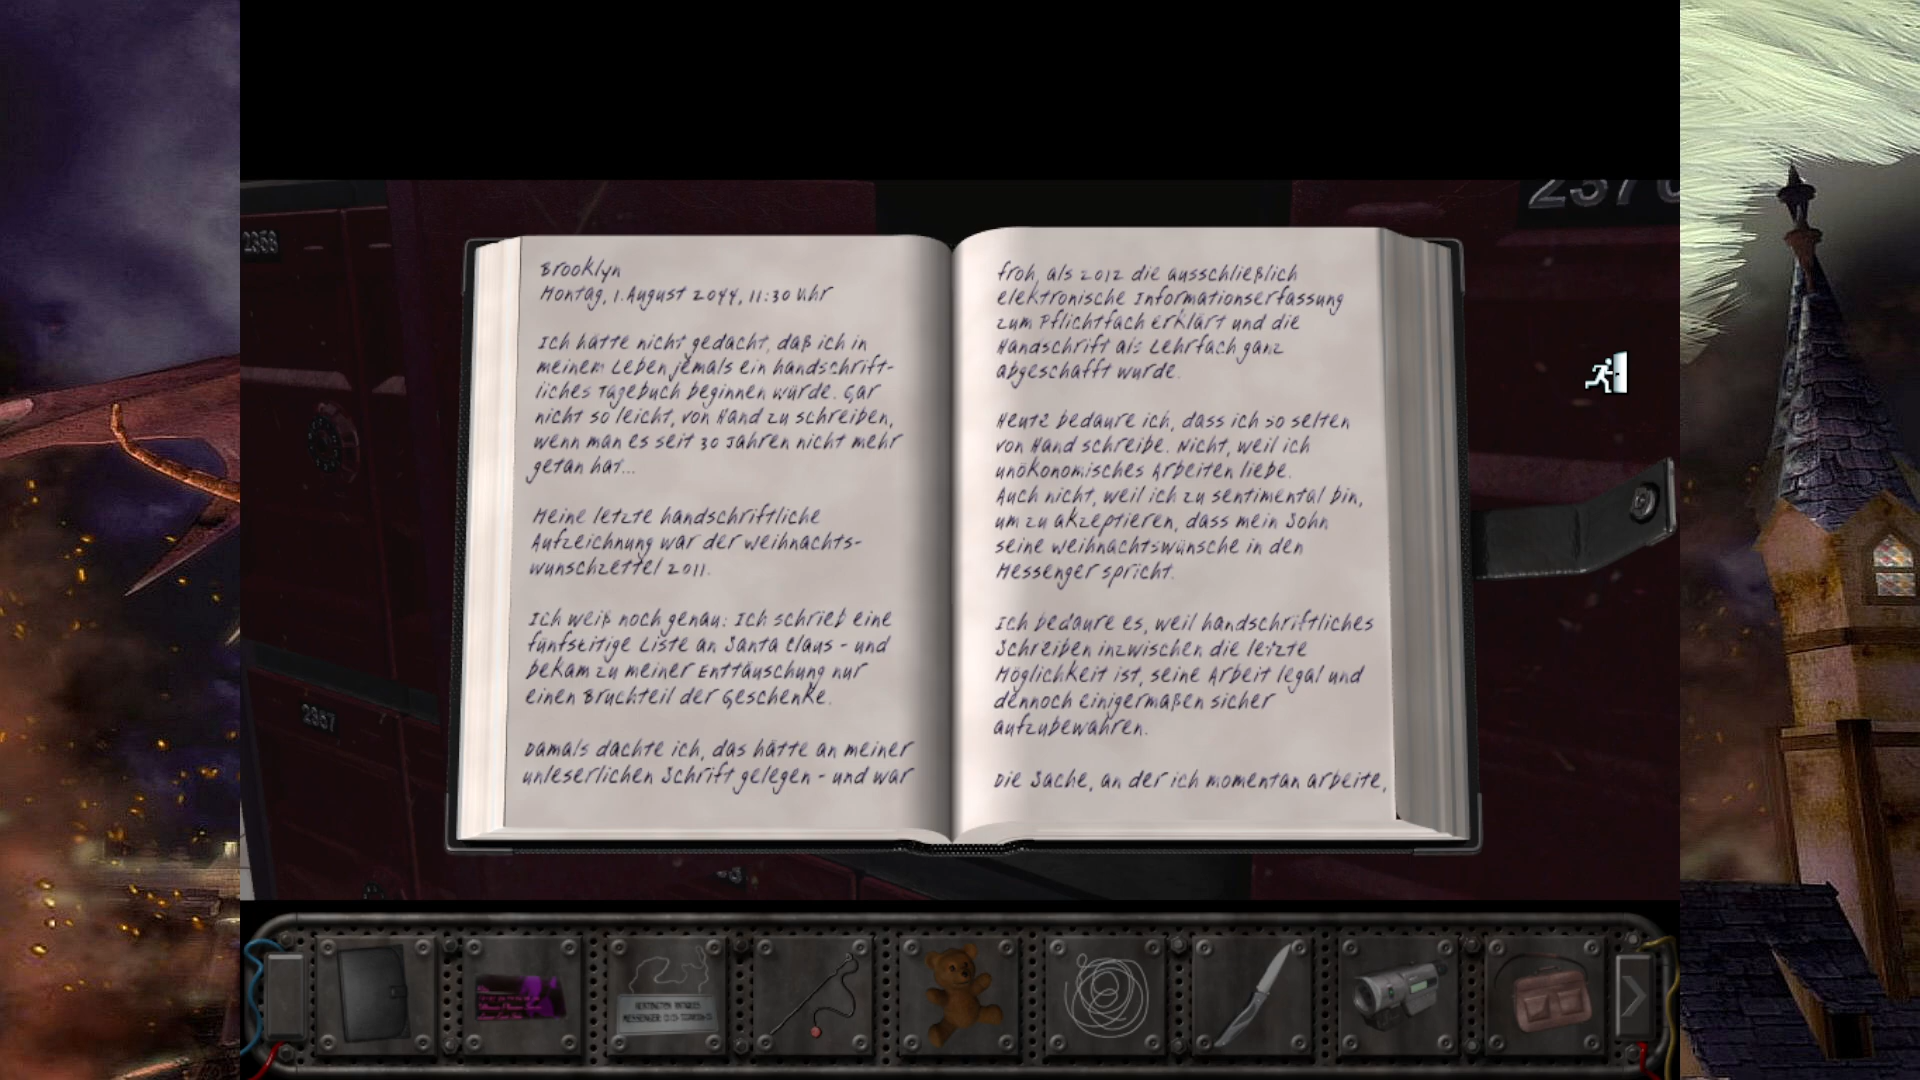 2358
237
2367
Brooklyn
Montag, 1. August 2044, 11:30 Uhr
Ich hätte nicht gedacht, daß ich in
meinem Leben jemals ein handschrift-
liches Tagebuch beginnen würde. Gar
nicht so leicht, von Hand zu schreiben,
wenn man es seit 30 Jahren nicht mehr
getan hat...
Meine letzte handschriftliche
Aufzeichnung war der Weihnachts-
wunschzettel 2011.
Ich weiß noch genau: Ich schrieb eine
fünfseitige Liste an Santa Claus - und
bekam zu meiner Enttäuschung nur
einen Bruchteil der Geschenke.
Damals dachte ich, das hätte an meiner
unleserlichen Schrift gelegen - und war
froh, als 2012 die ausschließlich
elektronische Informationserfassung
zum Pflichtfach erklärt und die
Handschrift als Lehrfach ganz
abgeschafft wurde.
Heute bedaure ich, dass ich so selten
von Hand schreibe. Nicht, weil ich
unökonomisches Arbeiten liebe.
Auch nicht, weil ich zu sentimental bin,
um zu akzeptieren, dass mein Sohn
seine Weihnachtswünsche in den
Messenger spricht.
Ich bedaure es, weil handschriftliches
Schreiben inzwischen die letzte
Möglichkeit ist, seine Arbeit legal und
dennoch einigermaßen sicher
aufzubewahren.
Die Sache, an der ich momentan arbeite,